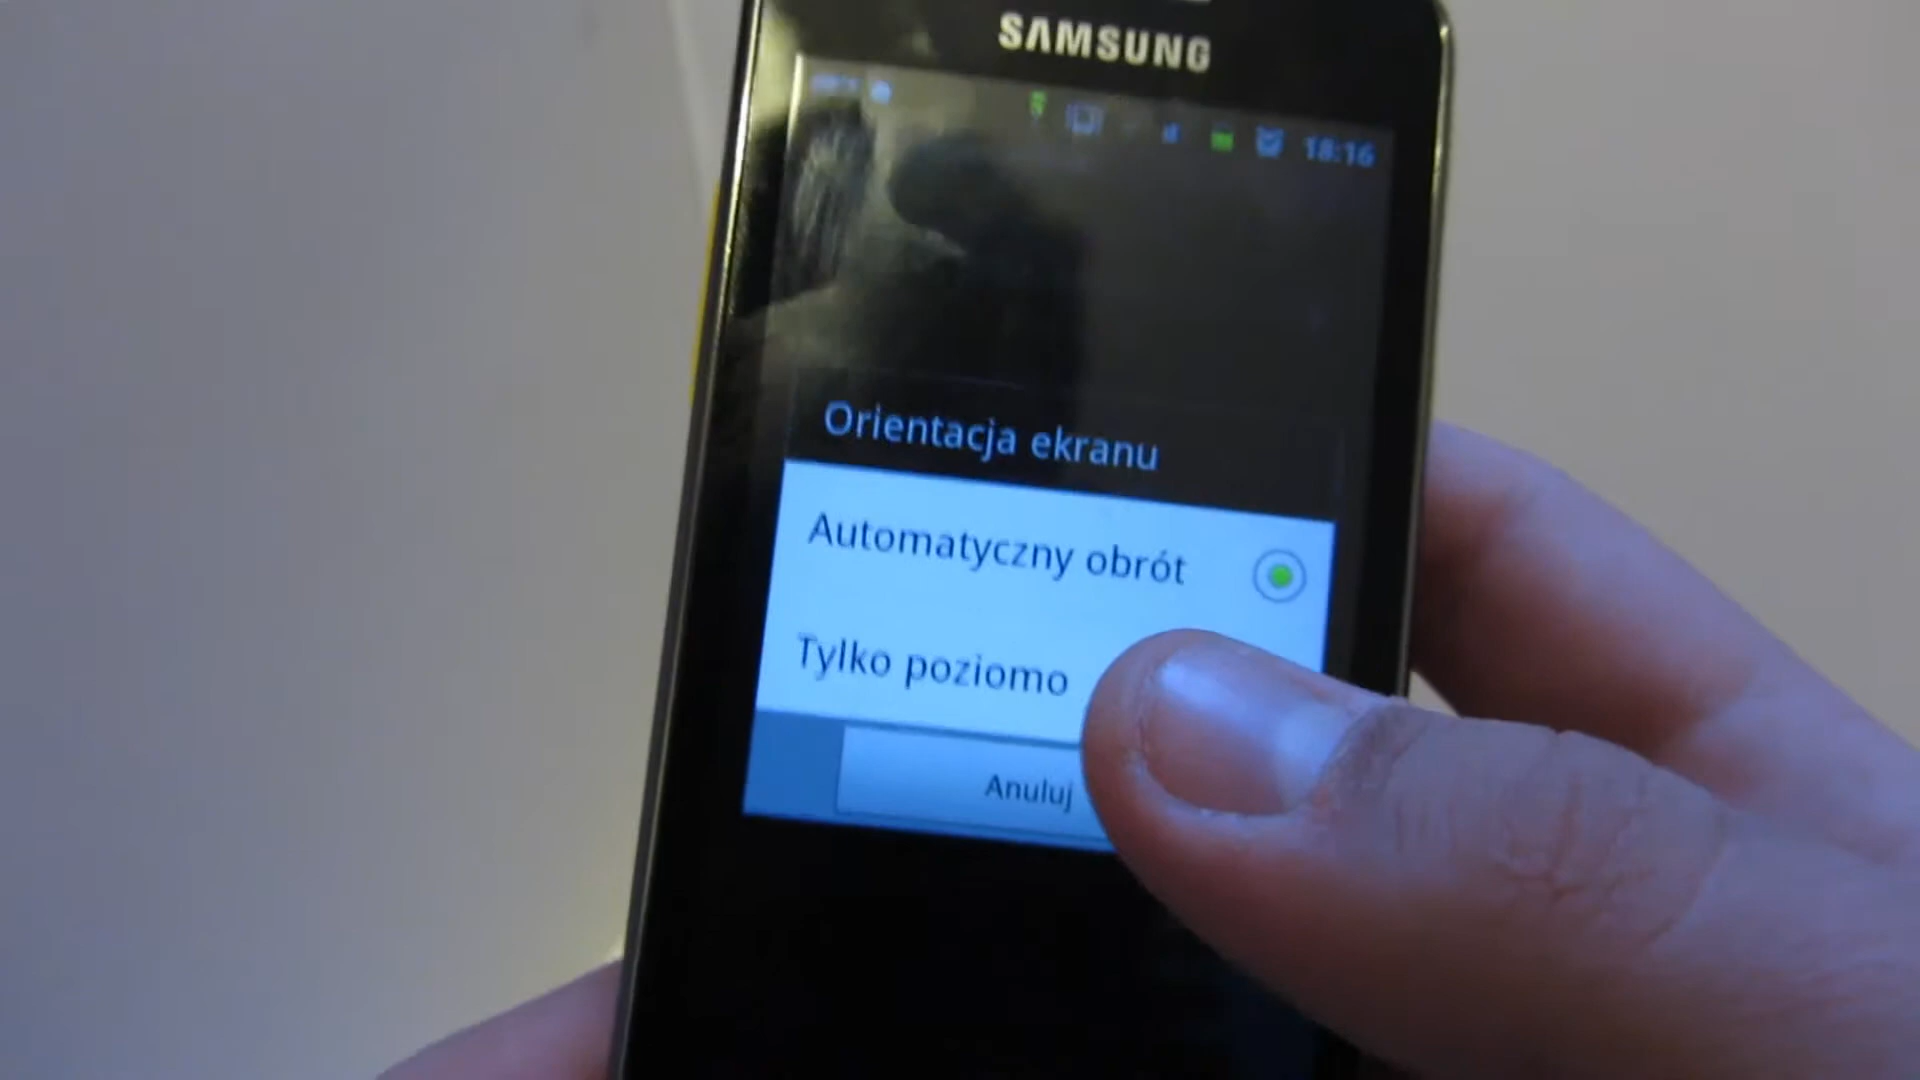 SAMSUNG
18:16
Orientacja ekranu
Automatyczny obrót
Tylko poziomo
Anuluj